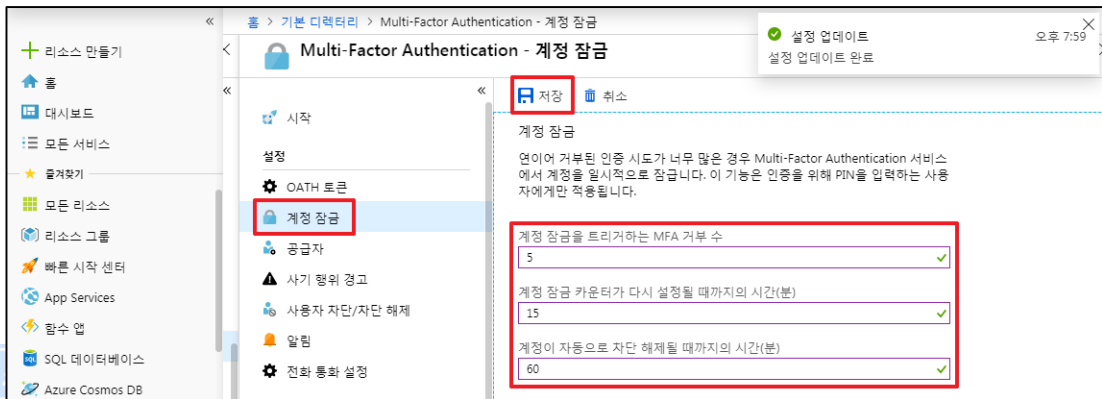 홈 > 기본 디렉터리 > Multi-Factor Authentication - 계정 잠금
Multi-Factor Authentication - 계정 잠금
설정 업데이트
오후 7:59
설정 업데이트 완료
리소스 만들기
홈
대시보드
모든 서비스
즐겨찾기
모든 리소스
리소스 그룹
빠른 시작 센터
App Services
함수 앱
SQL 데이터베이스
Azure Cosmos DB
시작
설정
OATH 토큰
계정 잠금
공급자
사기 행위 경고
사용자 차단/차단 해제
알림
전화 통화 설정
저장
취소
계정 잠금
연이어 거부된 인증 시도가 너무 많은 경우 Multi-Factor Authentication 서비스
에서 계정을 일시적으로 잠급니다. 이 기능은 인증을 위해 PIN을 입력하는 사용
자에게만 적용됩니다.
계정 잠금을 트리거하는 MFA 거부 수
5
계정 잠금 카운터가 다시 설정될 때까지의 시간(분)
15
계정이 자동으로 차단 해제될 때까지의 시간(분)
60